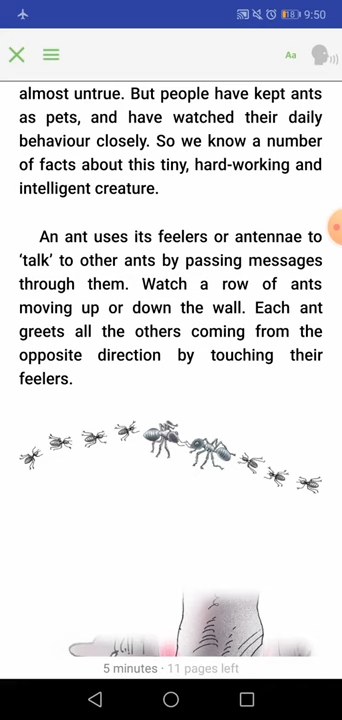 18 9:50
Aa
almost untrue. But people have kept ants
as pets, and have watched their daily
behaviour closely. So we know a number
of facts about this tiny, hard-working and
intelligent creature.
An ant uses its feelers or antennae to
‘talk’ to other ants by passing messages
through them. Watch a row of ants
moving up or down the wall. Each ant
greets all the others coming from the
opposite direction by touching their
feelers.
5 minutes · 11 pages left